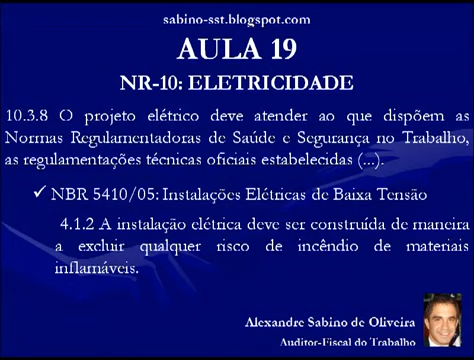 sabino-sst.blogspot.com
AULA 19
NR-10: ELETRICIDADE
10.3.8 O projeto elétrico deve atender ao que dispõem as
Normas Regulamentadoras de Saúde e Segurança no Trabalho,
as regulamentações técnicas oficiais estabelecidas (...).
✓ NBR 5410/05: Instalações Elétricas de Baixa Tensão
4.1.2 A instalação elétrica deve ser construída de maneira
a excluir qualquer risco de incêndio de materiais
inflamáveis.
Alexandre Sabino de Oliveira
Auditor-Fiscal do Trabalho